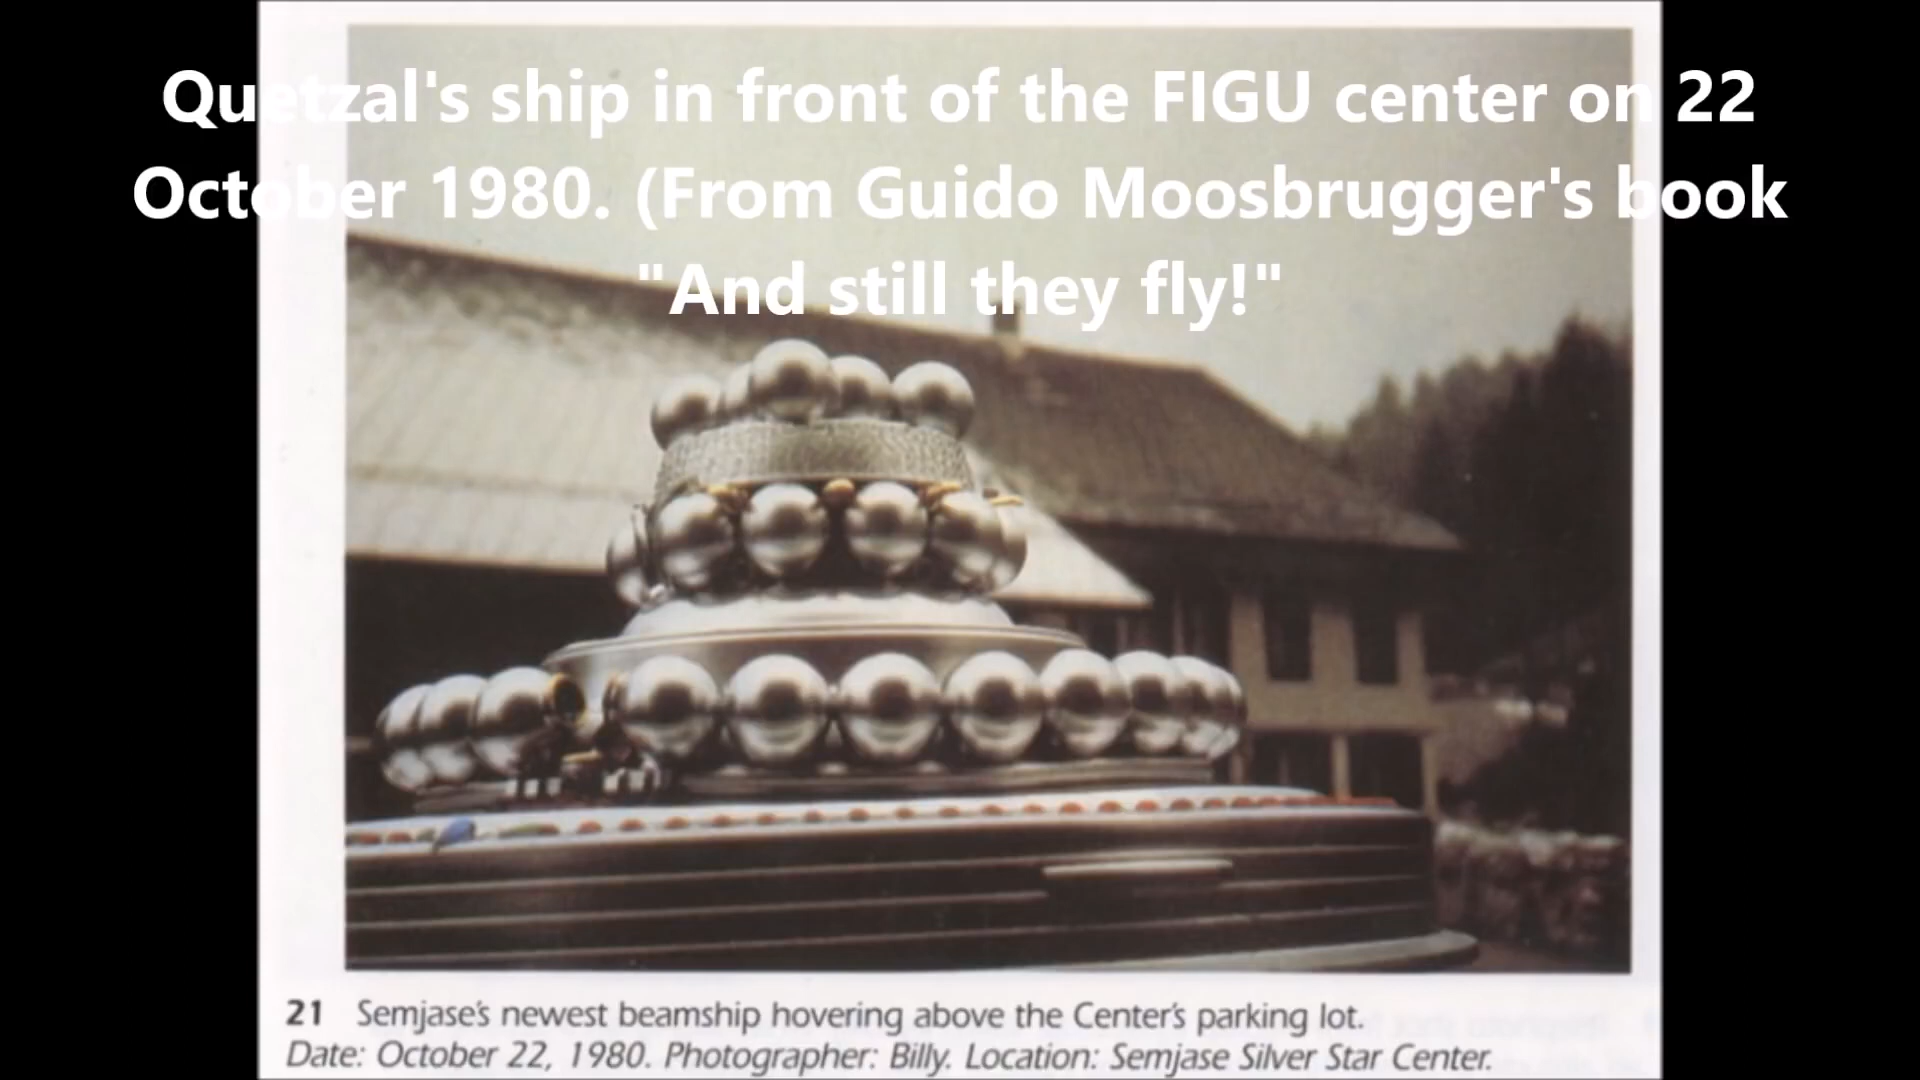 Quetzal's ship in front of the FIGU center on 22
October 1980. (From Guido Moosbrugger's book
"And still they fly!"
21 Semjase's newest beamship hovering above the Center's parking lot.
Date: October 22, 1980. Photographer: Billy. Location: Semjase Silver Star Center.